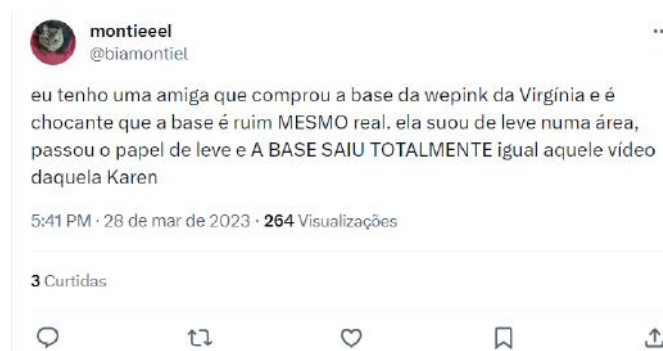 montieeel
@biamontiel
eu tenho uma amiga que comprou a base da wepink da Virgínia e é
chocante que a base é ruim MESMO real. ela suou de leve numa área,
passou o papel de leve e A BASE SAIU TOTALMENTE igual aquele vídeo
daquela Karen
5:41 PM · 28 de mar de 2023 · 264 Visualizações
3 Curtidas